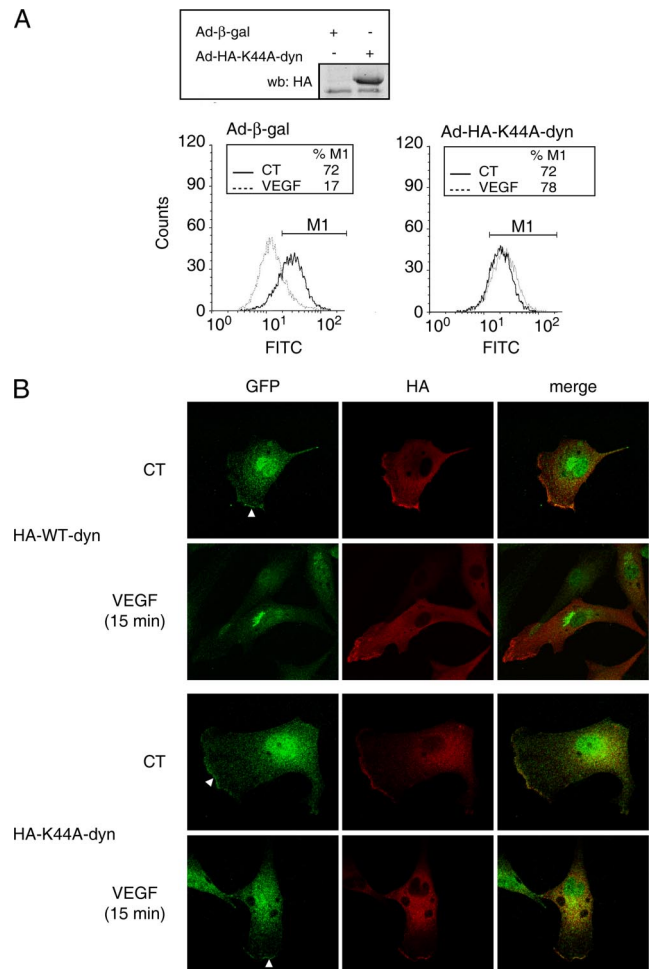 A
Ad-β-gal + -
Ad-HA-K44A-dyn - +
wb: HA
Ad-β-gal
% M1
CT 72
VEGF 17
M1
120
90
60
30
0
Counts
10⁰ 10¹ 10²
FITC
Ad-HA-K44A-dyn
% M1
CT 72
VEGF 78
M1
120
90
60
30
0
10⁰ 10¹ 10²
FITC
B
GFP HA merge
CT
HA-WT-dyn
VEGF
(15 min)
CT
HA-K44A-dyn
VEGF
(15 min)